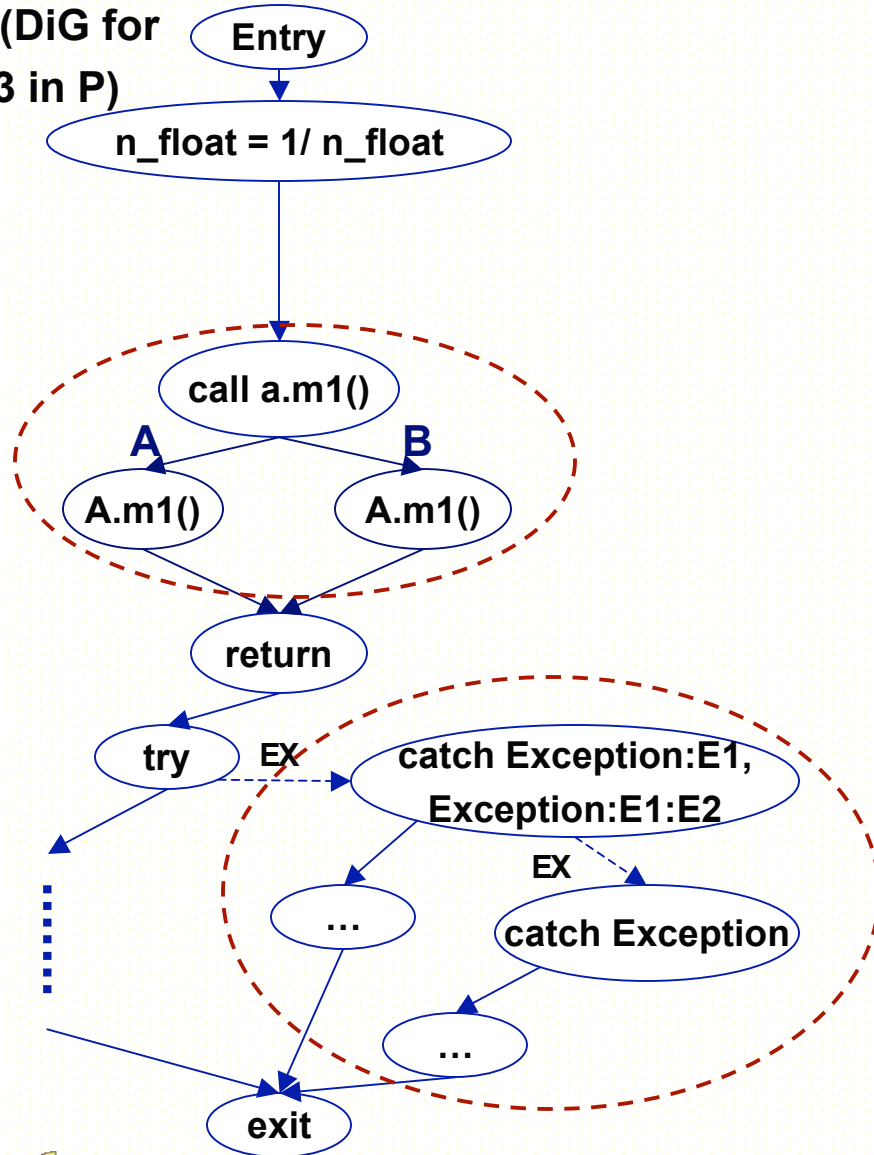 (DiG for
3 in P)
Entry
n_float = 1/ n_float
call a.m1()
A
B
A.m1()
A.m1()
return
try
EX
catch Exception:E1,
Exception:E1:E2
EX
…
catch Exception
…
exit